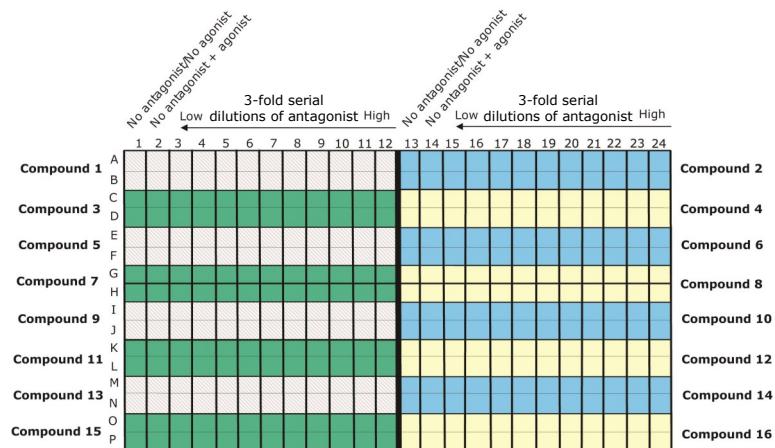 No antagonist/No agonist
No antagonist + agonist
3-fold serial
Low dilutions of antagonist High
No antagonist/No agonist
No antagonist + agonist
3-fold serial
Low dilutions of antagonist High
1 2 3 4 5 6 7 8 9 10 11 12 13 14 15 16 17 18 19 20 21 22 23 24
Compound 1 A Compound 2
B
Compound 3 C Compound 4
D
Compound 5 E Compound 6
F
Compound 7 G Compound 8
H
Compound 9 I Compound 10
J
Compound 11 K Compound 12
L
Compound 13 M Compound 14
N
Compound 15 O Compound 16
P